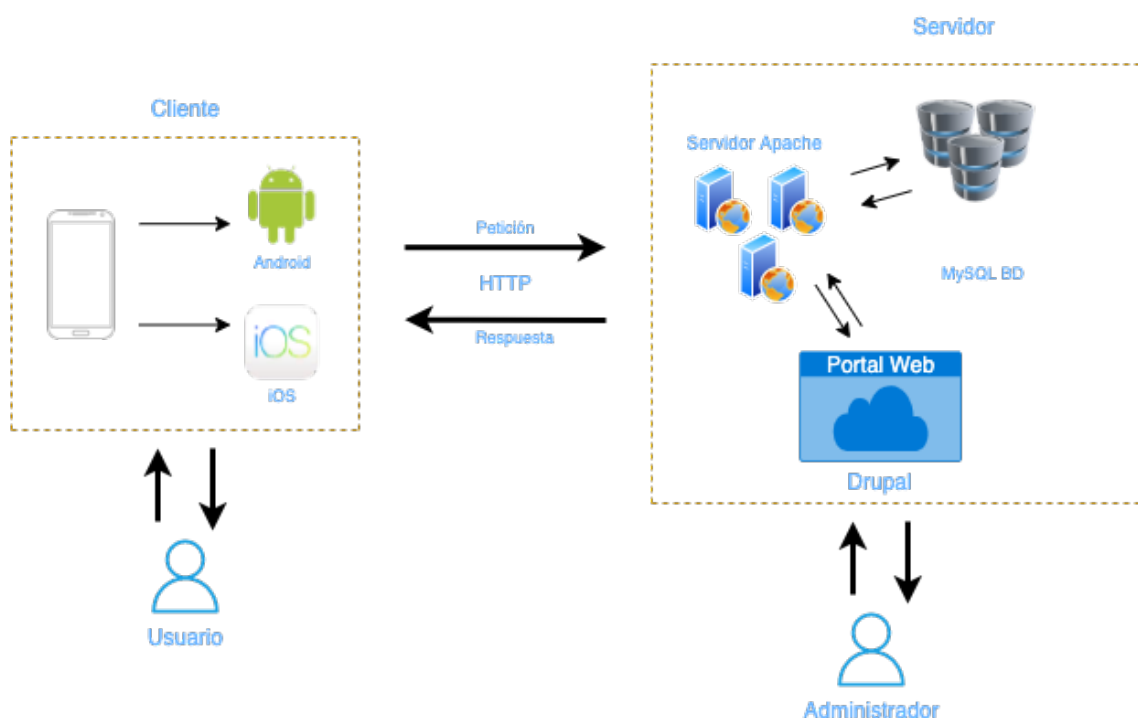 Servidor
Cliente
Servidor Apache
Petición
Android
HTTP
MySQL BD
Respuesta
iOS
iOS
Portal Web
Drupal
Usuario
Administrador